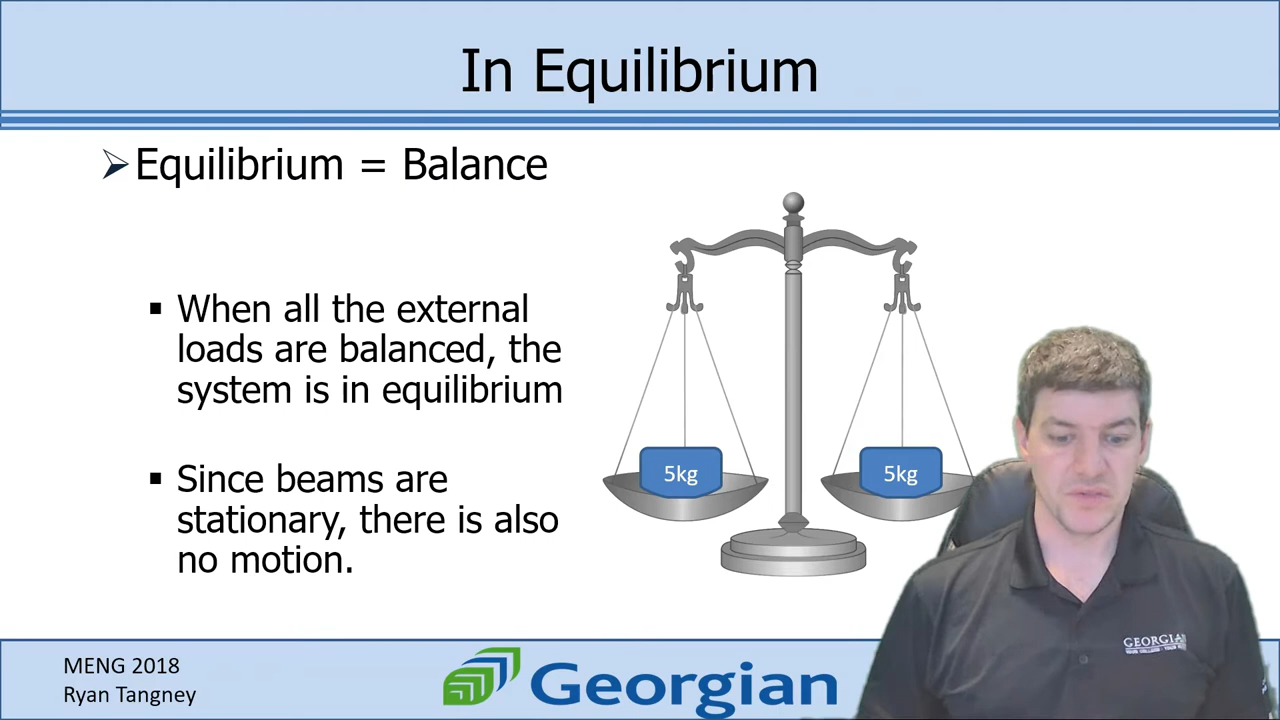 In Equilibrium
Equilibrium = Balance
When all the external
loads are balanced, the
system is in equilibrium
Since beams are
stationary, there is also
no motion.
5kg
5kg
GEORGIAN
MENG 2018
Ryan Tangney
Georgian